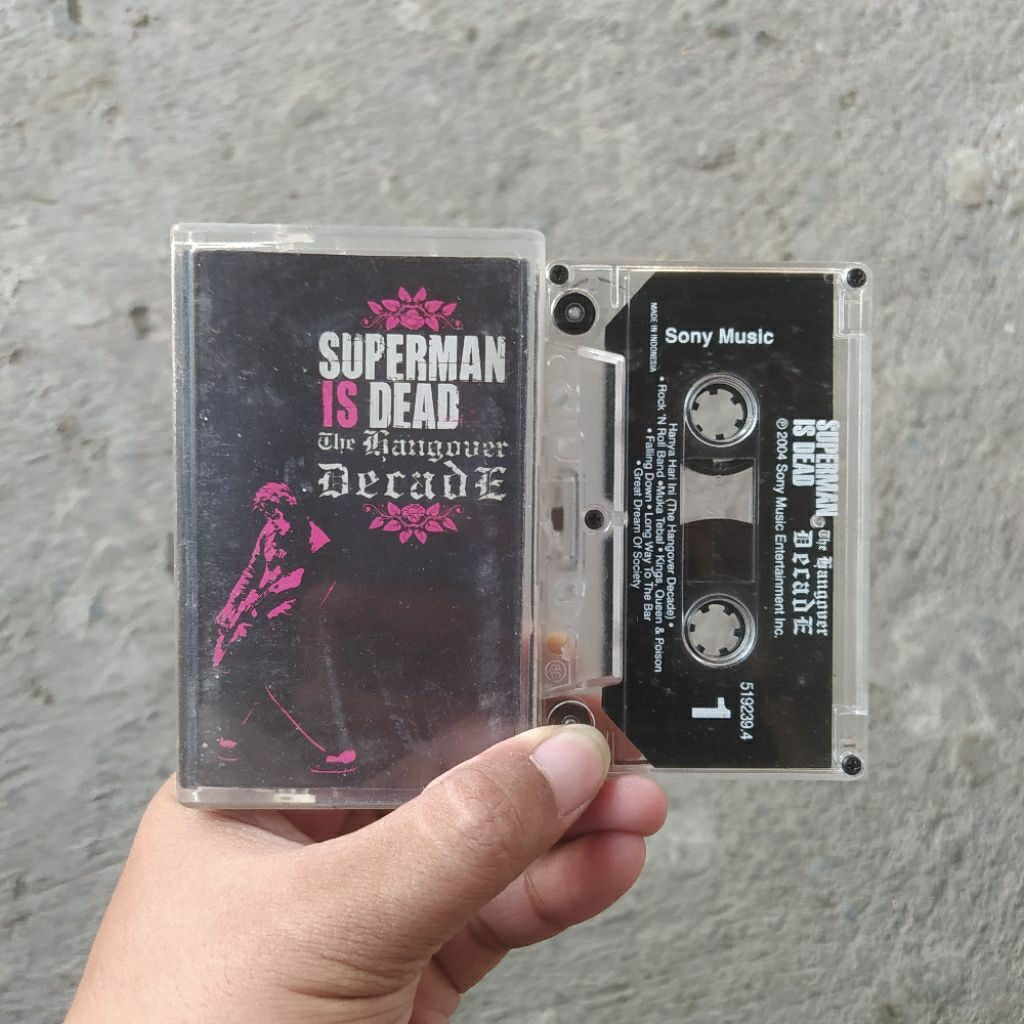 SUPERMAN
IS DEAD
The Hangover
DecadE
Sony Music
MADE IN INDONESIA
SUPERMAN
IS DEAD
The Hangover
DecadE
℗ 2004 Sony Music Entertainment Inc.
Hanya Hari Ini (The Hangover Decade) •
• Rock 'N Roll Band • Muka Tebal • Kings, Queen & Poison
• Falling Down • Long Way To The Bar
• Great Dream Of Society
519239.4
1